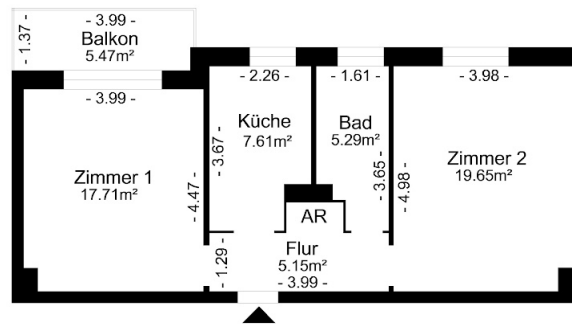 - 3.99 -
- 1.37 -
Balkon
5.47m²
- 3.99 -
- 2.26 -
- 1.61 -
- 3.98 -
Küche
7.61m²
Bad
5.29m²
- 3.67 -
- 3.65 -
Zimmer 1
17.71m²
- 4.47 -
- 4.98 -
Zimmer 2
19.65m²
AR
Flur
5.15m²
- 3.99 -
- 1.29 -